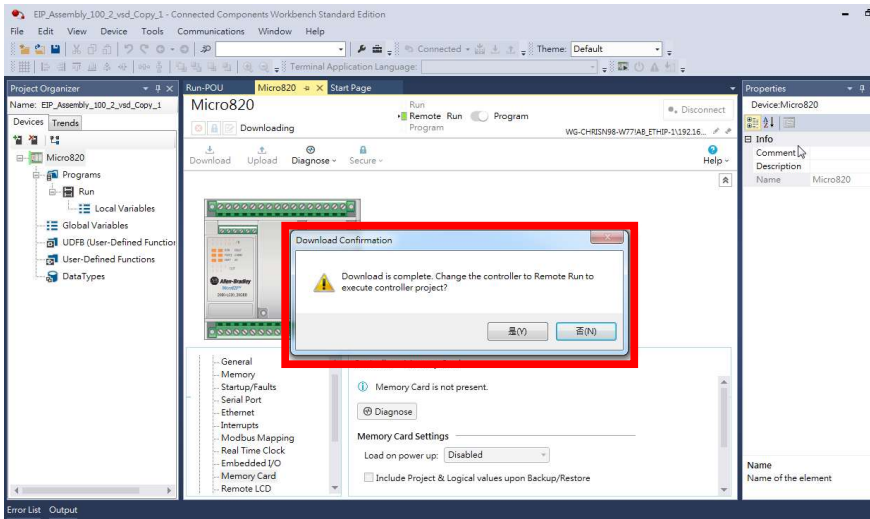 EIP_Assembly_100_2_vsd_Copy_1 - Connected Components Workbench Standard Edition
File Edit View Device Tools Communications Window Help
Connected Theme: Default
Terminal Application Language:
Project Organizer
Name: EIP_Assembly_100_2_vsd_Copy_1
Devices Trends
Micro820
Programs
Run
Local Variables
Global Variables
UDFB (User-Defined Function
User-Defined Functions
DataTypes
Run-POU Micro820 Start Page
Micro820
Run
Remote Run Program
Program
Disconnect
Downloading
WG-CHRISN98-W77!AB_ETHIP-1\192.16...
Download Upload Diagnose Secure Help
Allen-Bradley
Download Confirmation
Download is complete. Change the controller to Remote Run to
execute controller project?
是(Y) 否(N)
General
Memory
Startup/Faults
Serial Port
Ethernet
Interrupts
Modbus Mapping
Real Time Clock
Embedded I/O
Memory Card
Remote LCD
Memory Card is not present.
Diagnose
Memory Card Settings
Load on power up: Disabled
Include Project & Logical values upon Backup/Restore
Properties
Device:Micro820
Info
Comment
Description
Name Micro820
Name
Name of the element
Error List Output